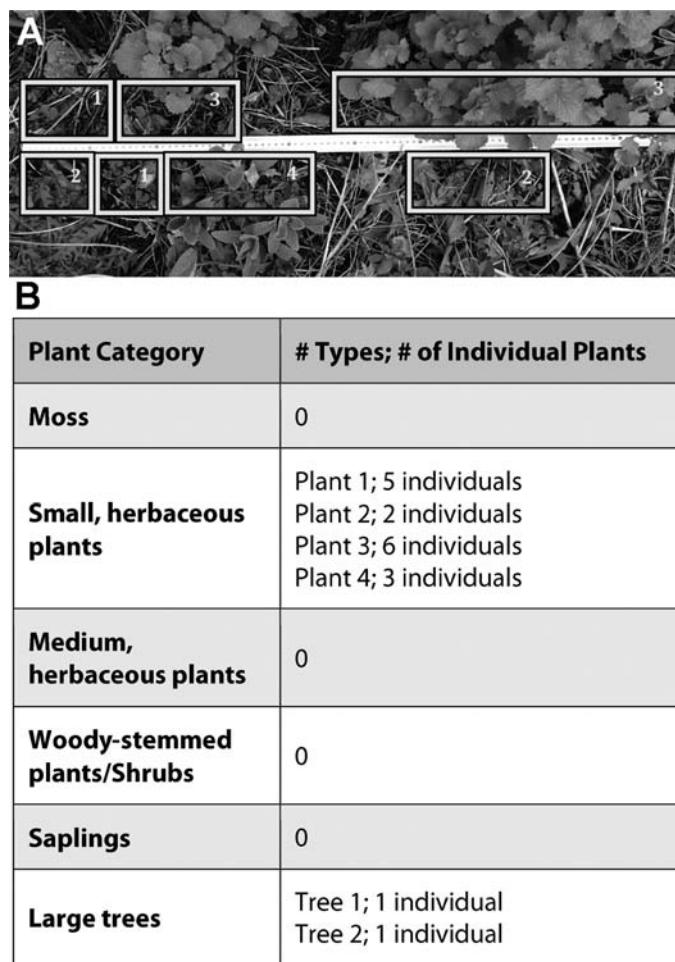 A
1
3
3
2
1
4
2
B
Plant Category
# Types; # of Individual Plants
Moss
0
Small, herbaceous
plants
Plant 1; 5 individuals
Plant 2; 2 individuals
Plant 3; 6 individuals
Plant 4; 3 individuals
Medium,
herbaceous plants
0
Woody-stemmed
plants/Shrubs
0
Saplings
0
Large trees
Tree 1; 1 individual
Tree 2; 1 individual